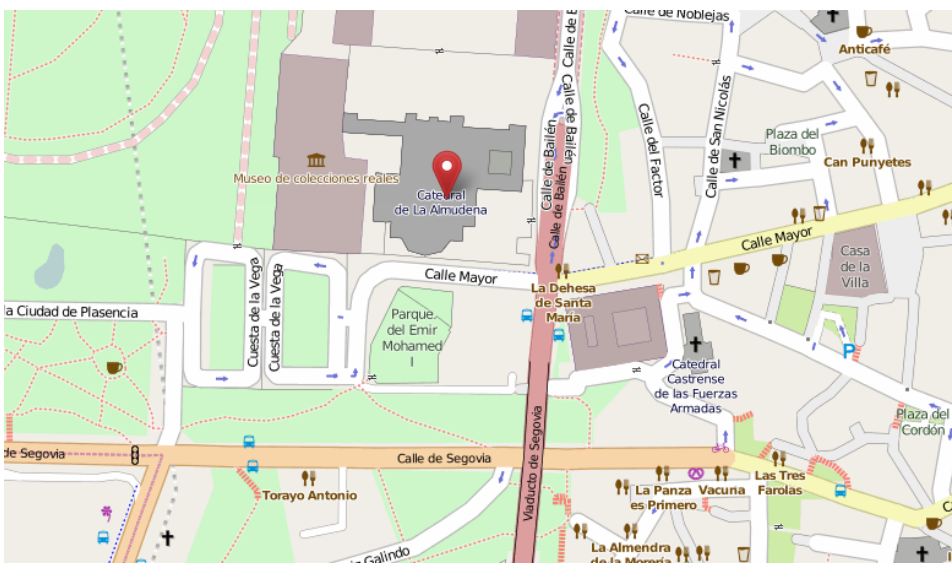 Calle de Noblejas
Anticafé
Calle de B
Calle de Bailén
Calle de Bailén
Calle de Bailén
Calle del Factor
Calle de San Nicolás
Plaza del
Biombo
Can Punyetes
Museo de colecciones reales
Catedral
de La Almudena
Calle Mayor
Casa
de la
Villa
Calle Mayor
La Dehesa
de Santa
María
Cuesta de la Vega
Cuesta de la Vega
la Ciudad de Plasencia
Parque
del Emir
Mohamed
I
P
Catedral
Castrense
de las Fuerzas
Armadas
Plaza del
Cordón
de Segovia
Calle de Segovia
Viaducto de Segovia
Torayo Antonio
La Panza
es Primero
Vacuna
Las Tres
Farolas
Ca
Galindo
La Almendra
de la Morería